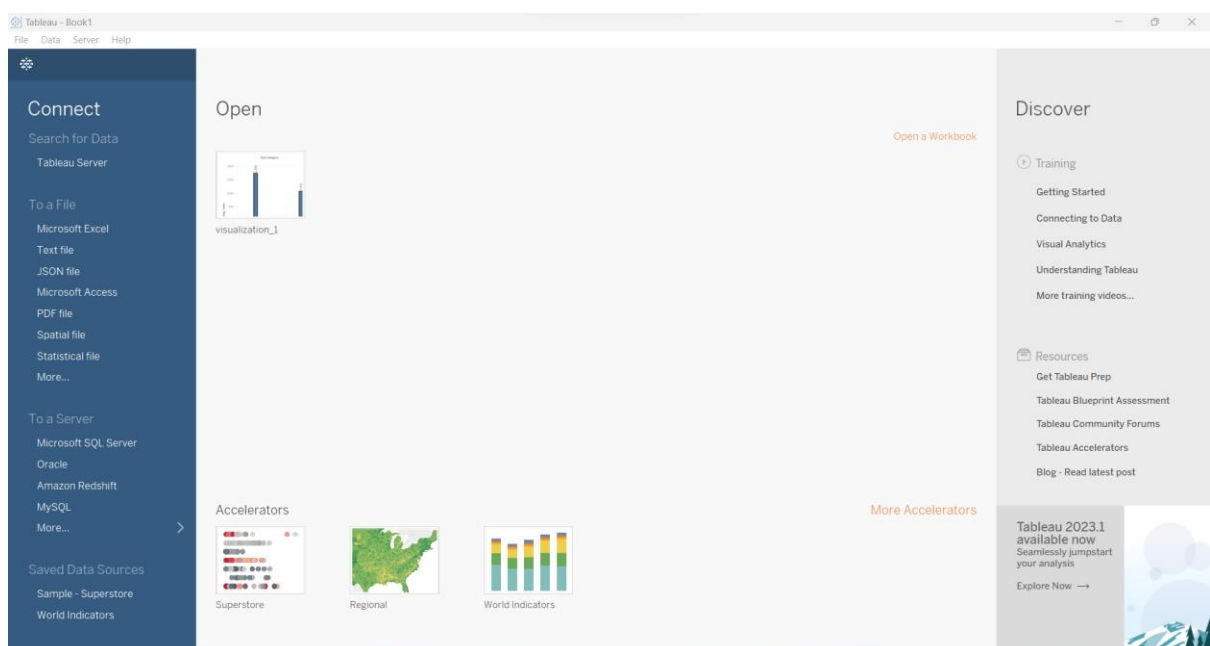 Tableau - Book1
File Data Server Help
Connect
Search for Data
Tableau Server
To a File
Microsoft Excel
Text file
JSON file
Microsoft Access
PDF file
Spatial file
Statistical file
More...
To a Server
Microsoft SQL Server
Oracle
Amazon Redshift
MySQL
More...
Saved Data Sources
Sample - Superstore
World Indicators
Open
Open a Workbook
visualization_1
Accelerators
More Accelerators
Superstore
Regional
World Indicators
Discover
Training
Getting Started
Connecting to Data
Visual Analytics
Understanding Tableau
More training videos...
Resources
Get Tableau Prep
Tableau Blueprint Assessment
Tableau Community Forums
Tableau Accelerators
Blog - Read latest post
Tableau 2023.1
available now
Seamlessly jumpstart
your analysis
Explore Now →